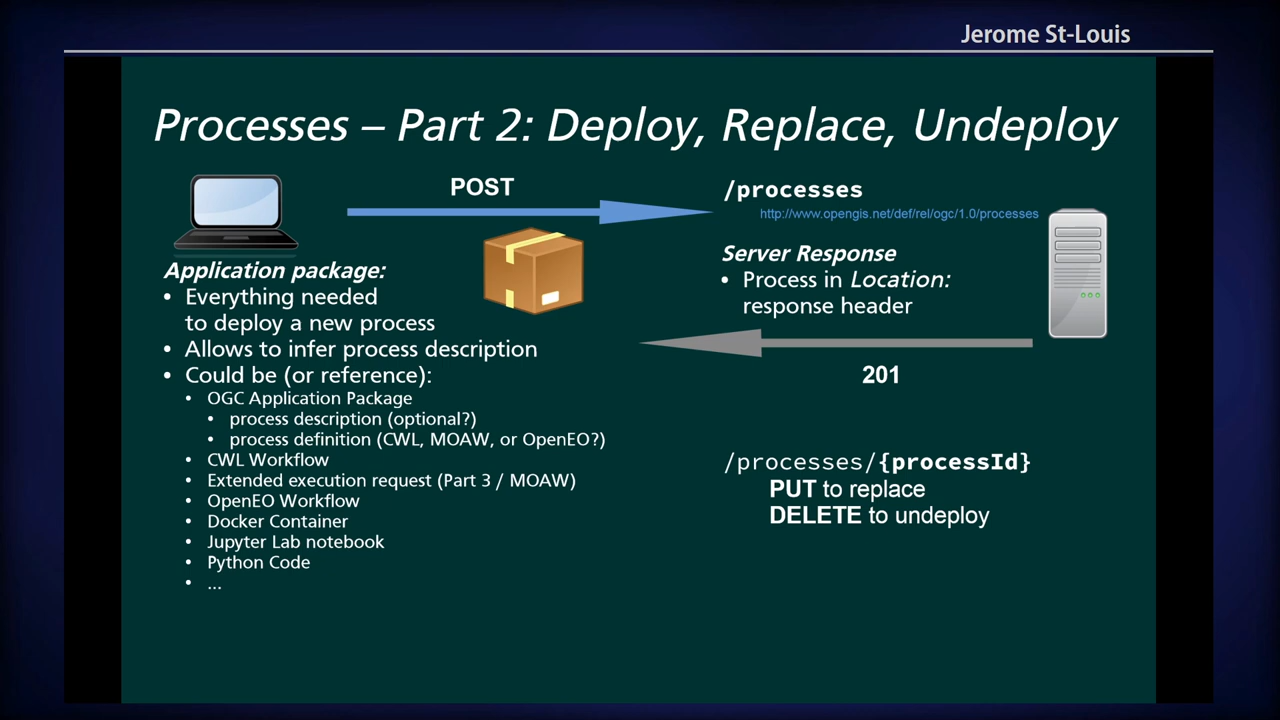 Jerome St-Louis
Processes – Part 2: Deploy, Replace, Undeploy
POST
/processes
http://www.opengis.net/def/rel/ogc/1.0/processes
Application package:
• Everything needed
to deploy a new process
• Allows to infer process description
• Could be (or reference):
• OGC Application Package
• process description (optional?)
• process definition (CWL, MOAW, or OpenEO?)
• CWL Workflow
• Extended execution request (Part 3 / MOAW)
• OpenEO Workflow
• Docker Container
• Jupyter Lab notebook
• Python Code
• ...
Server Response
• Process in Location:
response header
201
/processes/{processId}
PUT to replace
DELETE to undeploy